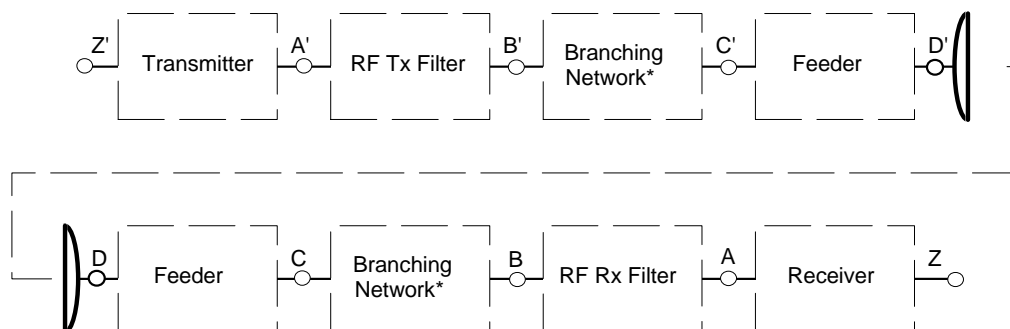 Z' Transmitter A' RF Tx Filter B' Branching Network* C' Feeder D'
D Feeder C Branching Network* B RF Rx Filter A Receiver Z